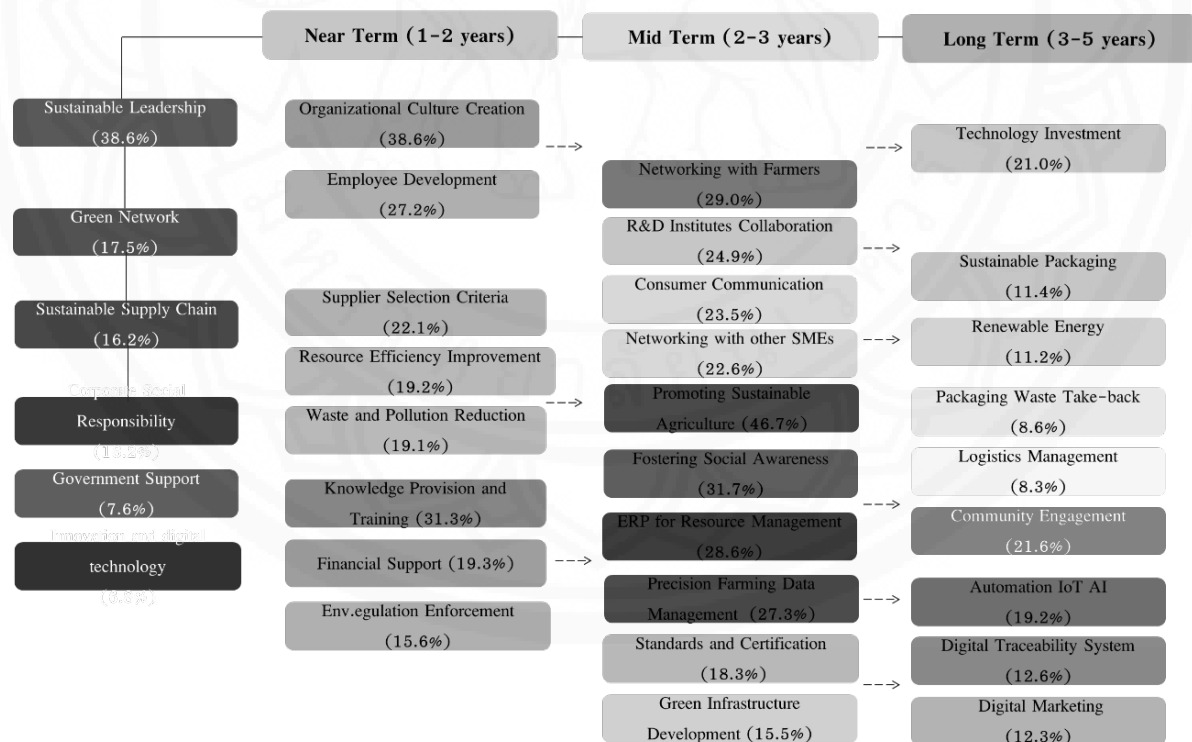 Near Term (1-2 years)
Mid Term (2-3 years)
Long Term (3-5 years)
Sustainable Leadership
(38.6%)
Green Network
(17.5%)
Sustainable Supply Chain
(16.2%)
Corporate Social
Responsibility
Government Support
(7.6%)
Innovation and digital
technology
Organizational Culture Creation
(38.6%)
Employee Development
(27.2%)
Supplier Selection Criteria
(22.1%)
Resource Efficiency Improvement
(19.2%)
Waste and Pollution Reduction
(19.1%)
Knowledge Provision and
Training (31.3%)
Financial Support (19.3%)
Env.egulation Enforcement
(15.6%)
Networking with Farmers
(29.0%)
R&D Institutes Collaboration
(24.9%)
Consumer Communication
(23.5%)
Networking with other SMEs
(22.6%)
Promoting Sustainable
Agriculture (46.7%)
Fostering Social Awareness
(31.7%)
ERP for Resource Management
(28.6%)
Precision Farming Data
Management (27.3%)
Standards and Certification
(18.3%)
Green Infrastructure
Development (15.5%)
Technology Investment
(21.0%)
Sustainable Packaging
(11.4%)
Renewable Energy
(11.2%)
Packaging Waste Take-back
(8.6%)
Logistics Management
(8.3%)
Community Engagement
(21.6%)
Automation IoT AI
(19.2%)
Digital Traceability System
(12.6%)
Digital Marketing
(12.3%)